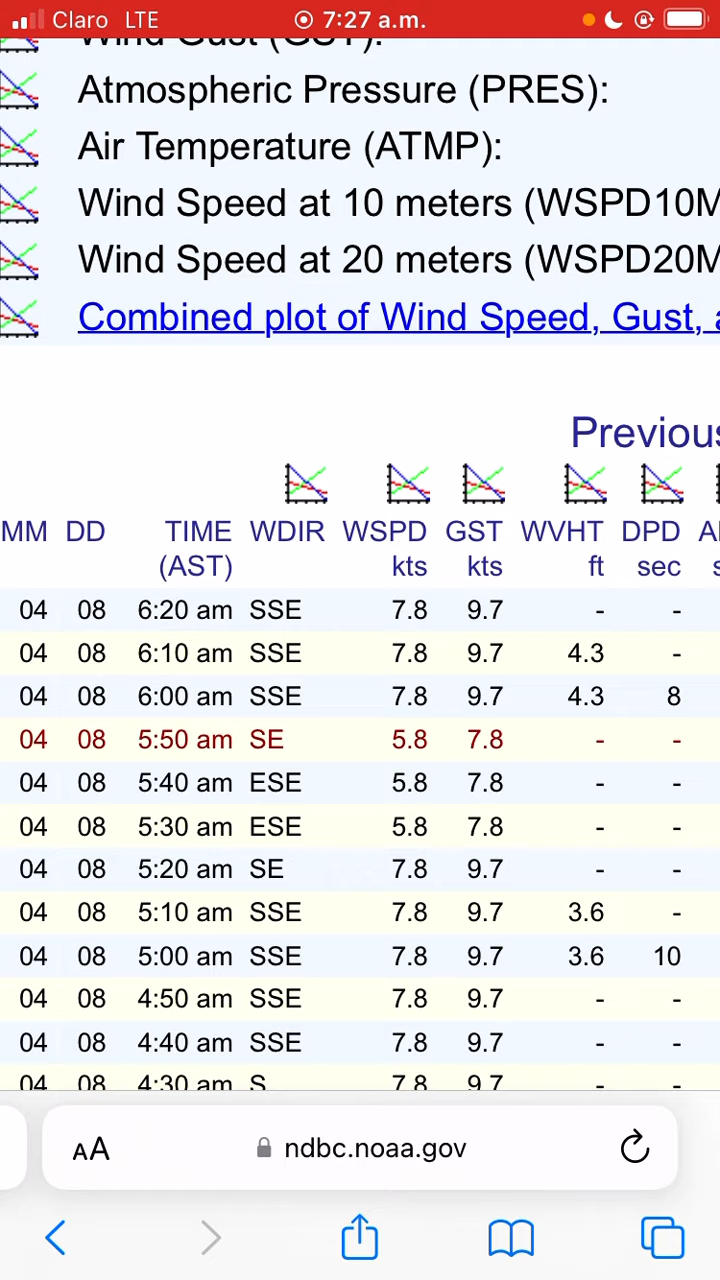 Claro LTE 7:27 a.m.
Wind Gust (GST):
Atmospheric Pressure (PRES):
Air Temperature (ATMP):
Wind Speed at 10 meters (WSPD10M
Wind Speed at 20 meters (WSPD20M
Combined plot of Wind Speed, Gust,
Previous
MM DD TIME WDIR WSPD GST WVHT DPD
(AST) kts kts ft sec
04 08 6:20 am SSE 7.8 9.7 - -
04 08 6:10 am SSE 7.8 9.7 4.3 -
04 08 6:00 am SSE 7.8 9.7 4.3 8
04 08 5:50 am SE 5.8 7.8 - -
04 08 5:40 am ESE 5.8 7.8 - -
04 08 5:30 am ESE 5.8 7.8 - -
04 08 5:20 am SE 7.8 9.7 - -
04 08 5:10 am SSE 7.8 9.7 3.6 -
04 08 5:00 am SSE 7.8 9.7 3.6 10
04 08 4:50 am SSE 7.8 9.7 - -
04 08 4:40 am SSE 7.8 9.7 - -
04 08 4:30 am S 7.8 9.7 - -
AA ndbc.noaa.gov